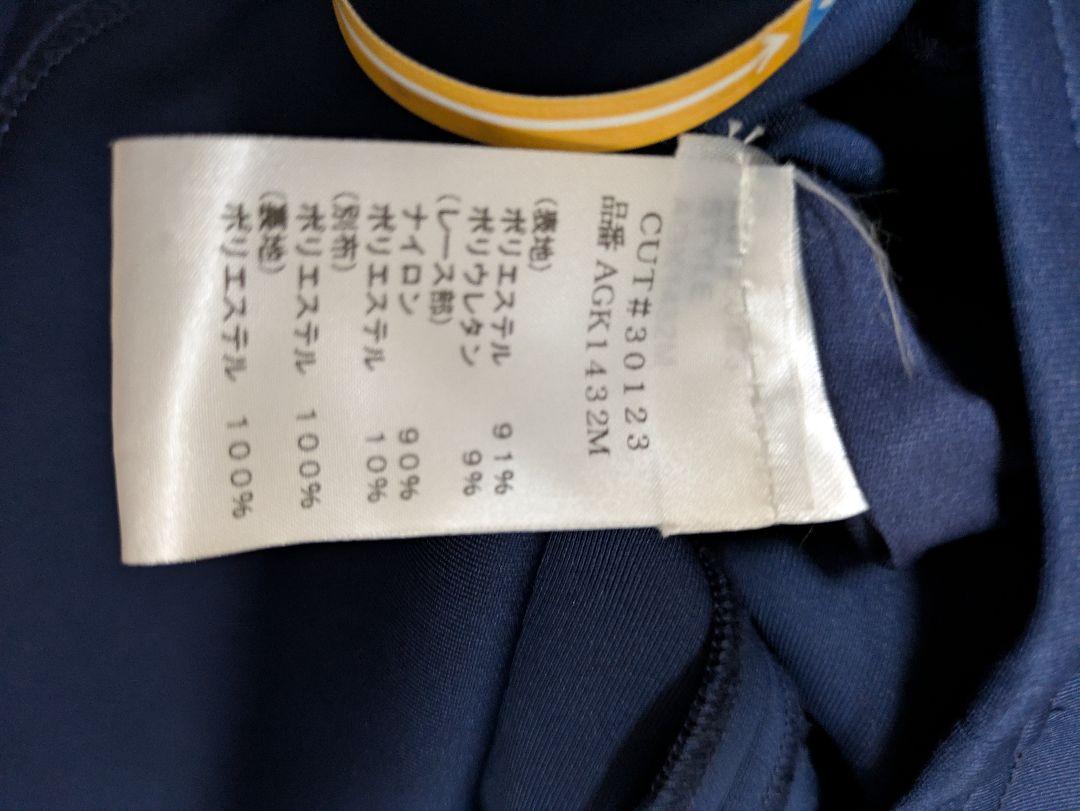 CUT#30123
品番 AGK1432M
(表地)
ポリエステル 91%
ポリウレタン 9%
(レース部)
ナイロン 90%
ポリエステル 10%
(別布)
ポリエステル 100%
(裏地)
ポリエステル 100%